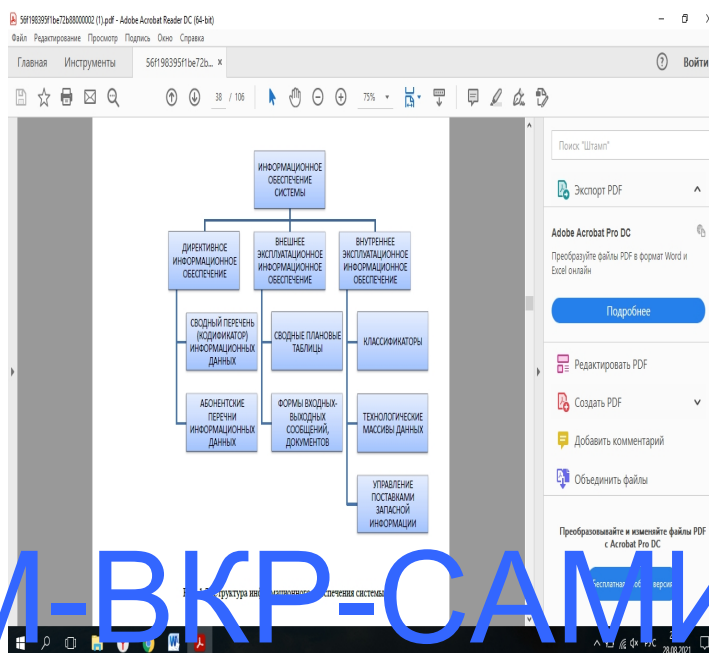 56f198395f1be72b88000002 (1).pdf - Adobe Acrobat Reader DC (64-bit)
Файл Редактирование Просмотр Подпись Окно Справка
Главная Инструменты 56f198395f1be72b... × ? Войти
38 / 106 75%
ИНФОРМАЦИОННОЕ
ОБЕСПЕЧЕНИЕ
СИСТЕМЫ
ДИРЕКТИВНОЕ
ИНФОРМАЦИОННОЕ
ОБЕСПЕЧЕНИЕ
ВНЕШНЕЕ
ЭКСПЛУАТАЦИОННОЕ
ИНФОРМАЦИОННОЕ
ОБЕСПЕЧЕНИЕ
ВНУТРЕННЕЕ
ЭКСПЛУАТАЦИОННОЕ
ИНФОРМАЦИОННОЕ
ОБЕСПЕЧЕНИЕ
СВОДНЫЙ ПЕРЕЧЕНЬ
(КОДИФИКАТОР)
ИНФОРМАЦИОННЫХ
ДАННЫХ
СВОДНЫЕ ПЛАНОВЫЕ
ТАБЛИЦЫ
КЛАССИФИКАТОРЫ
АБОНЕНТСКИЕ
ПЕРЕЧНИ
ИНФОРМАЦИОННЫХ
ДАННЫХ
ФОРМЫ ВХОДНЫХ-
ВЫХОДНЫХ
СООБЩЕНИЙ,
ДОКУМЕНТОВ
ТЕХНОЛОГИЧЕСКИЕ
МАССИВЫ ДАННЫХ
УПРАВЛЕНИЕ
ПОСТАВКАМИ
ЗАПАСНОЙ
ИНФОРМАЦИИ
Поиск "Штамп"
Экспорт PDF
Adobe Acrobat Pro DC
Преобразуйте файлы PDF в формат Word и
Excel онлайн
Подробнее
Редактировать PDF
Создать PDF
Добавить комментарий
Объединить файлы
Преобразовывайте и изменяйте файлы PDF
с Acrobat Pro DC
Бесплатная
системы
И-ВКР-САМИ
РУС
28.08.2021